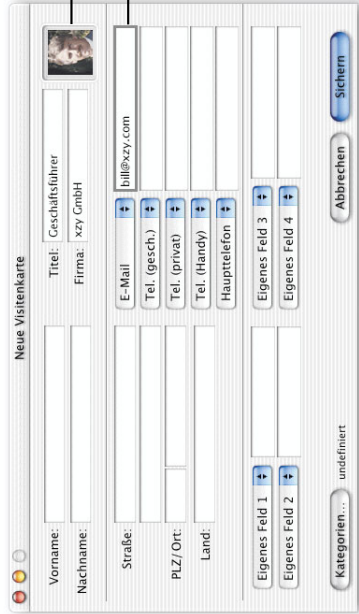 Neue Visitenkarte
Vorname:
Titel: Geschäftsführer
Nachname:
Firma: xzy GmbH
Straße:
E-Mail bill@xzy.com
Tel. (gesch.)
PLZ/ Ort:
Tel. (privat)
Tel. (Handy)
Land:
Haupttelefon
Eigenes Feld 1
Eigenes Feld 3
Eigenes Feld 2
Eigenes Feld 4
Kategorien... undefiniert
Abbrechen Sichern